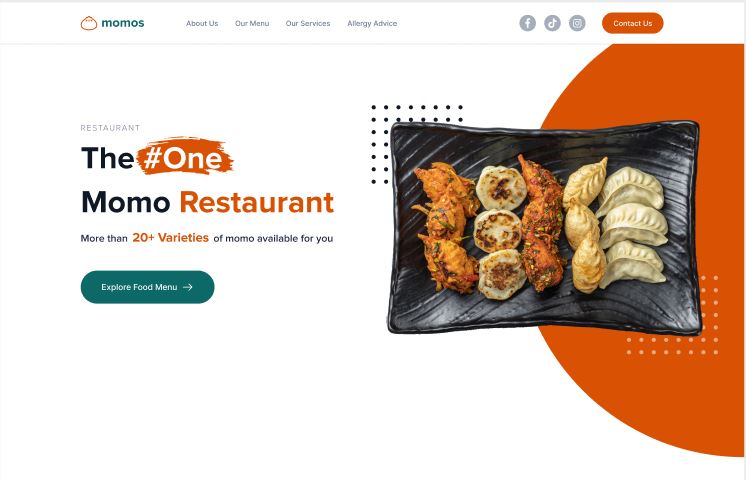 momos
About Us
Our Menu
Our Services
Allergy Advice
Contact Us
RESTAURANT
The #One
Momo Restaurant
More than 20+ Varieties of momo available for you
Explore Food Menu →